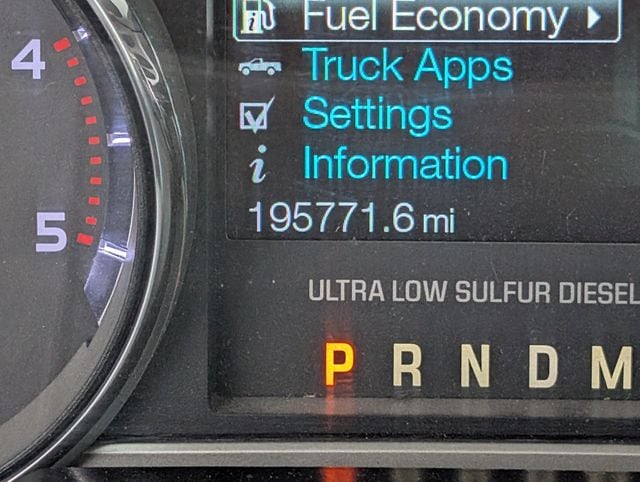 4
5
Fuel Economy
Truck Apps
Settings
i Information
195771.6 mi
ULTRA LOW SULFUR DIESEL
P R N D M